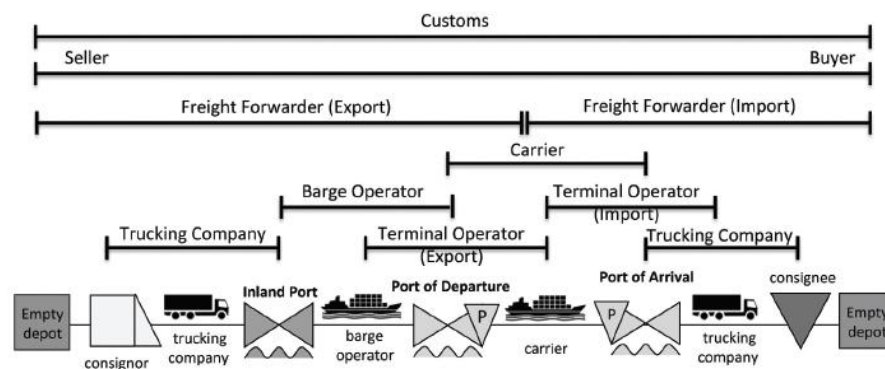 Customs
Seller Buyer
Freight Forwarder (Export) Freight Forwarder (Import)
Carrier
Barge Operator Terminal Operator
(Import)
Trucking Company Terminal Operator
(Export) Trucking Company
Inland Port Port of Departure Port of Arrival consignee
Empty
depot
consignor
trucking
company
barge
operator
P
carrier
P
trucking
company
Empty
depot